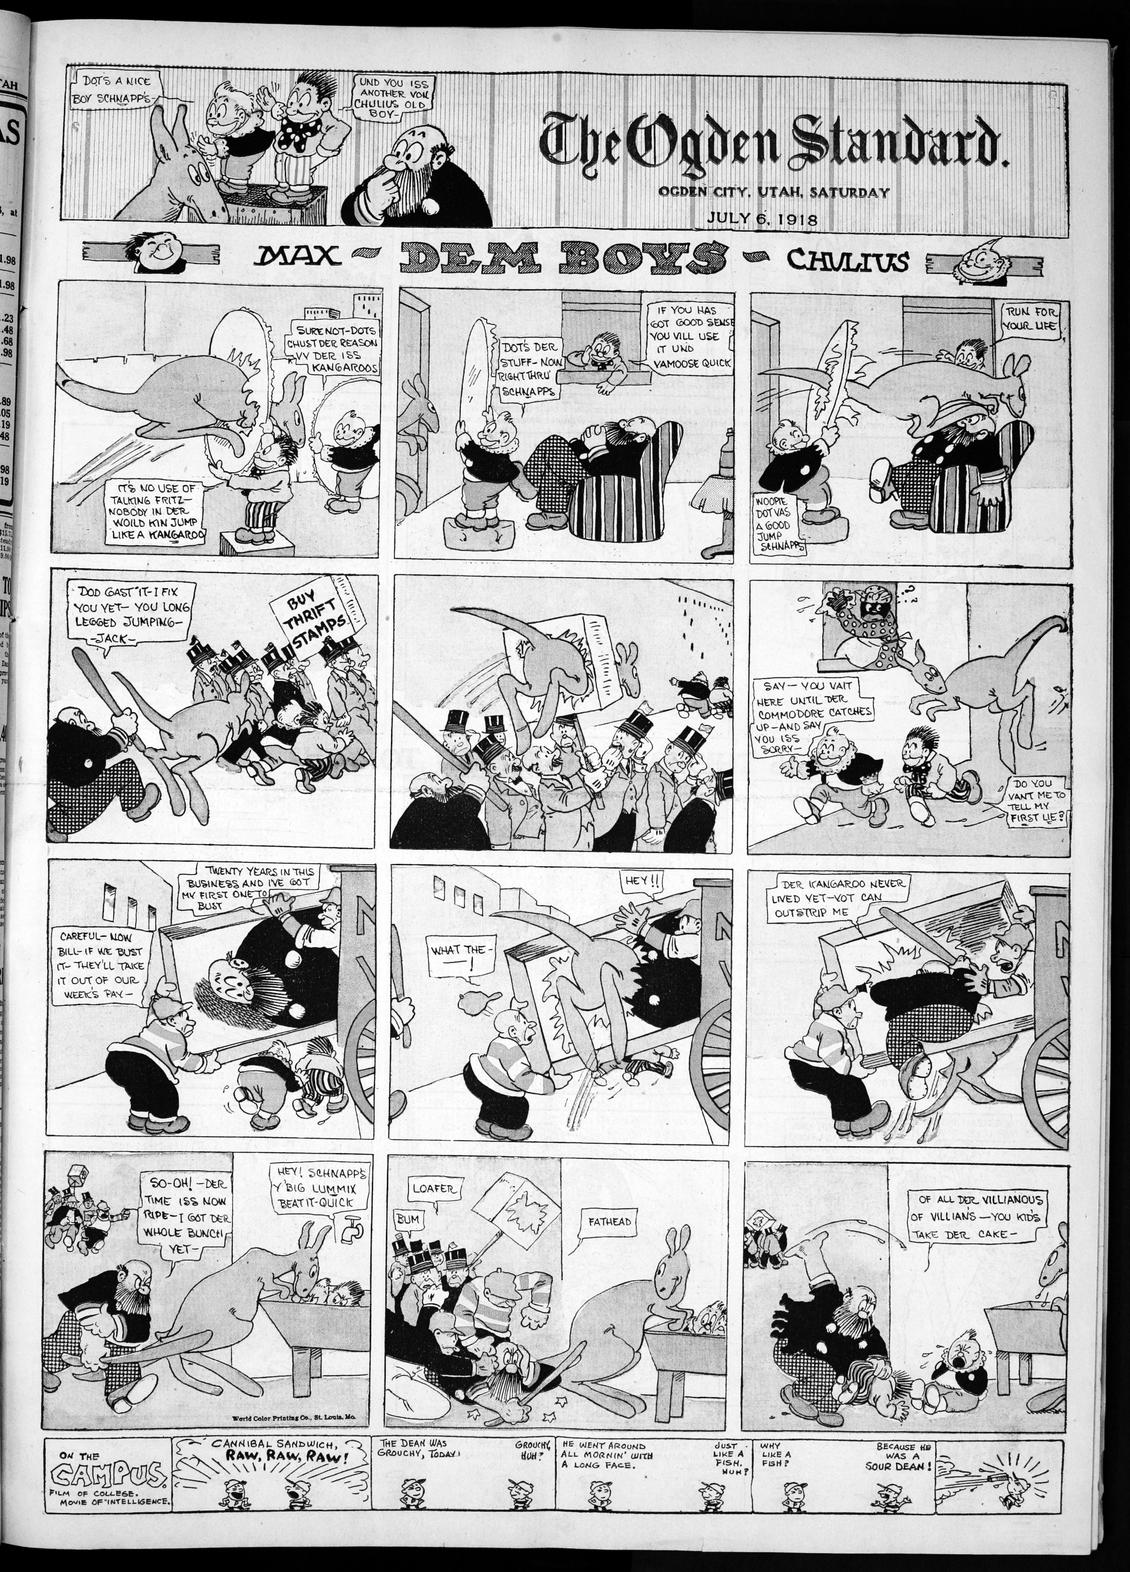 DOTS A NICE
BOY SCHNAPP'S-
UND YOU ISS
ANOTHER VON
CHULIUS OLD
BOY-
The Ogden Standard.
OGDEN CITY, UTAH, SATURDAY
JULY 6, 1918
MAX ~ DEM BOYS ~ CHULIUS
SURE NOT-DOTS
CHUST DER REASON
VY DER ISS
KANGAROOS
IT'S NO USE OF
TALKING FRITZ-
NOBODY IN DER
WOILD KIN JUMP
LIKE A KANGAROO
DOTS DER
STUFF-NOW
RIGHT THRU
SCHNAPPS
IF YOU HAS
GOT GOOD SENSE
YOU VILL USE
IT UND
VAMOOSE QUICK
RUN FOR
YOUR LIFE
WOOPIE
DOT VAS
A GOOD
JUMP
SCHNAPPS
DOD GAST IT-I FIX
YOU YET- YOU LONG
LEGGED JUMPING-
-JACK-
BUY
THRIFT
STAMPS
SAY- YOU VAIT
HERE UNTIL DER
COMMODORE CATCHES
UP-AND SAY
YOU ISS
SORRY-
DO YOU
VANT ME TO
TELL MY
FIRST LIE?
TWENTY YEARS IN THIS
BUSINESS AND IVE GOT
MY FIRST ONE TO
BUST
CAREFUL- NOW
BILL-IF WE BUST
IT- THEY'LL TAKE
IT OUT OF OUR
WEEK'S PAY-
HEY!!
WHAT THE-
!
DER KANGAROO NEVER
LIVED YET-VOT CAN
OUTSTRIP ME
SO-OH! -DER
TIME ISS NOW
RIPE-I GOT DER
WHOLE BUNCH
YET-
HEY! SCHNAPPS
Y'BIG LUMMIX
BEAT IT-QUICK
World Color Printing Co., St. Louis, Mo.
LOAFER
BUM
FATHEAD
OF ALL DER VILLIANOUS
OF VILLIANS-YOU KIDS
TAKE DER CAKE-
ON THE
CAMPUS.
FILM OF COLLEGE.
MOVIE OF INTELLIGENCE.
CANNIBAL SANDWICH,
RAW, RAW, RAW!
THE DEAN WAS
GROUCHY, TODAY!
GROUCHY,
HUH?
HE WENT AROUND
ALL MORNIN' WITH
A LONG FACE.
JUST
LIKE A
FISH,
HUH?
WHY
LIKE A
FISH?
BECAUSE HE
WAS A
SOUR DEAN!